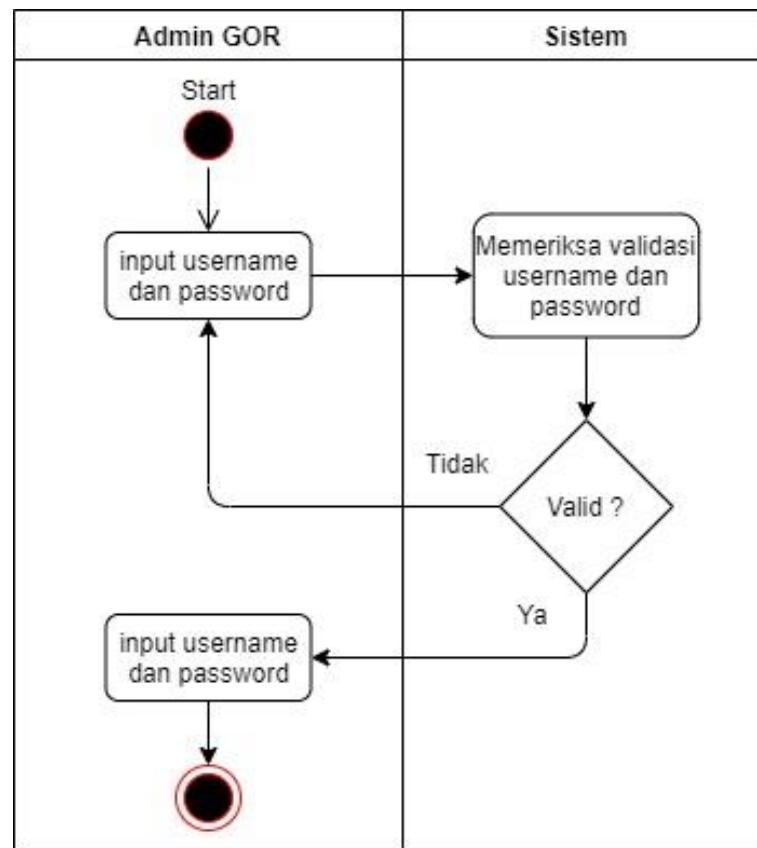 Admin GOR
Sistem
Start
input username
dan password
Memeriksa validasi
username dan
password
Tidak
Valid ?
Ya
input username
dan password